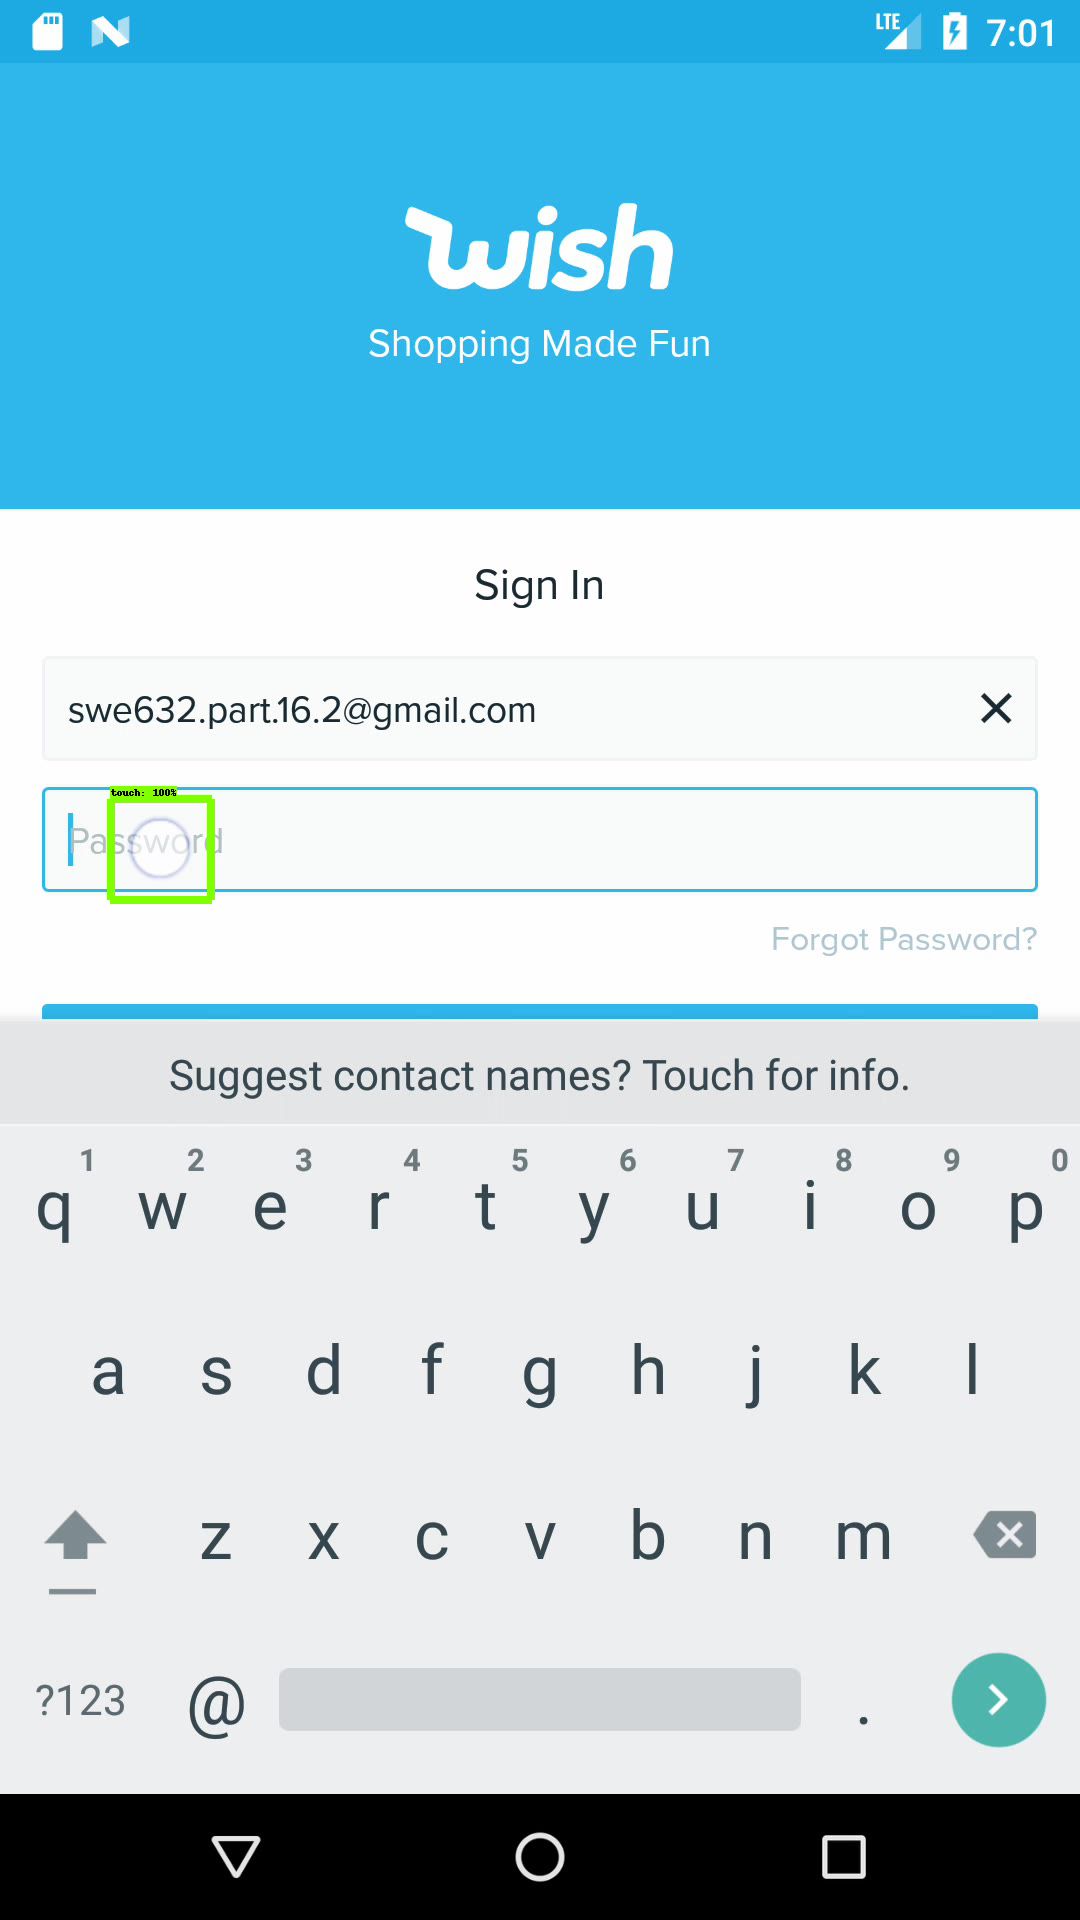 LTE 7:01
wish
Shopping Made Fun
Sign In
swe632.part.16.2@gmail.com
touch: 100%
Password
Forgot Password?
Suggest contact names? Touch for info.
1 2 3 4 5 6 7 8 9 0
q w e r t y u i o p
a s d f g h j k l
z x c v b n m
?123 @ .